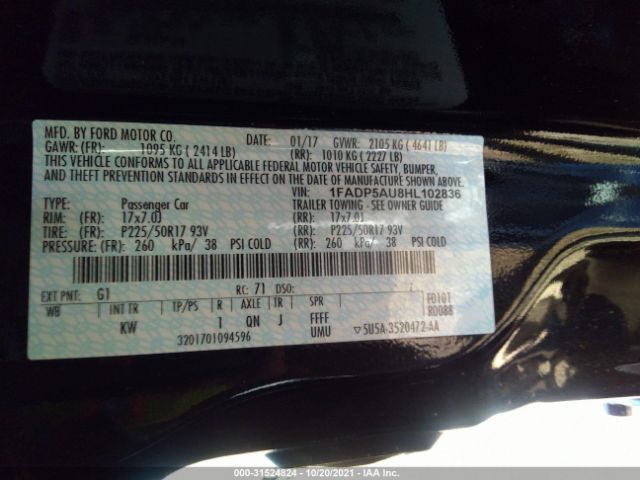 MFD. BY FORD MOTOR CO.
DATE: 01/17 GVWR: 2105 KG ( 4641 LB)
GAWR: (FR): 1095 KG ( 2414 LB) (RR): 1010 KG ( 2227 LB)
THIS VEHICLE CONFORMS TO ALL APPLICABLE FEDERAL MOTOR VEHICLE SAFETY, BUMPER,
AND THEFT PREVENTION STANDARDS IN EFFECT ON THE DATE OF MANUFACTURE SHOWN ABOVE.
VIN: 1FADP5AU8HL102836
TYPE: Passenger Car TRAILER TOWING - SEE OWNER GUIDE
RIM: (FR): 17x7.0J (RR): 17x7.0J
TIRE: (FR): P225/50R17 93V (RR): P225/50R17 93V
PRESSURE: (FR): 260 kPa/ 38 PSI COLD (RR): 260 kPa/ 38 PSI COLD
EXT PNT: G1 RC: 71 DSO:
F0101
WB INT TR TP/PS R AXLE TR SPR RD088
KW 1 QN J FFFF
3201701094596 UMU ▽5U5A-3520472-AA
000-31524824 | 10/20/2021 | IAA Inc.